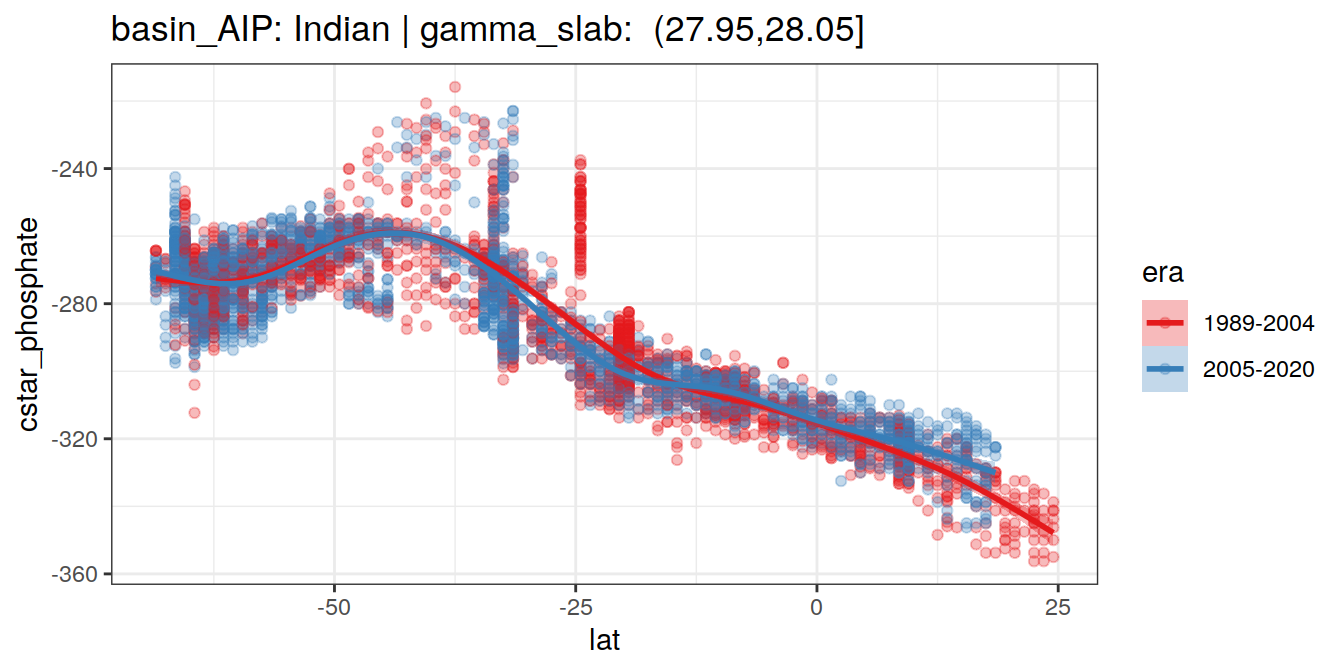 basin_AIP: Indian | gamma_slab:  (27.95,28.05]
cstar_phosphate
-240
-280
-320
-360
-50
-25
0
25
lat
era
1989-2004
2005-2020